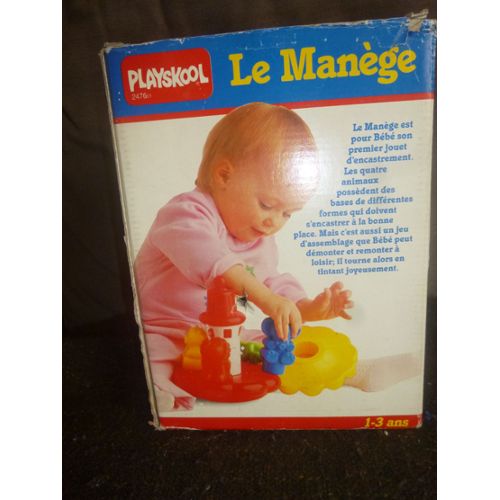 PLAYSKOOL
Le Manège
Le Manège est
pour Bébé son
premier jouet
d'encastrement.
Les quatre
animaux
possèdent des
bases de différentes
formes qui doivent
s'encastrer à la bonne
place. Mais c'est aussi un jeu
d'assemblage que Bébé peut
démonter et remonter à
loisir; il tourne alors en
tintant joyeusement.
1-3 ans